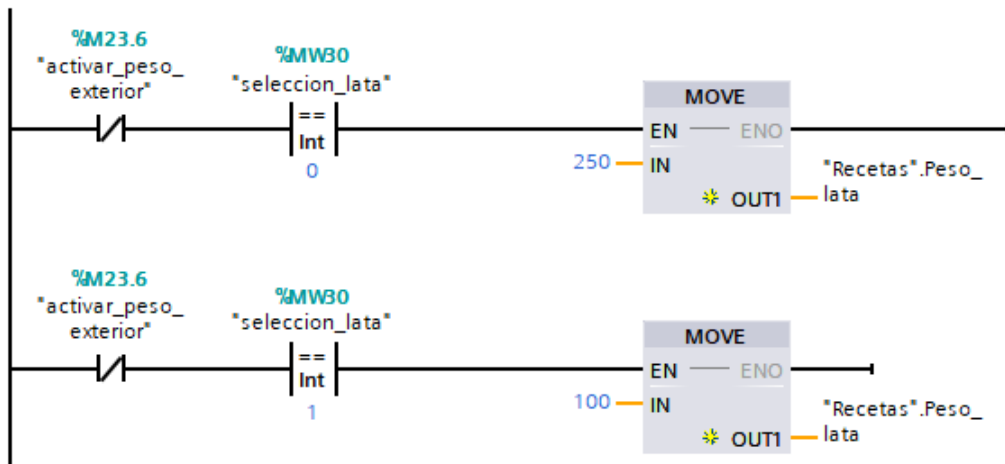 %M23.6
"activar_peso_
exterior"
%MW30
"seleccion_lata"
==
Int
0
MOVE
EN ENO
250 IN
OUT1
"Recetas".Peso_
lata
%M23.6
"activar_peso_
exterior"
%MW30
"seleccion_lata"
==
Int
1
MOVE
EN ENO
100 IN
OUT1
"Recetas".Peso_
lata